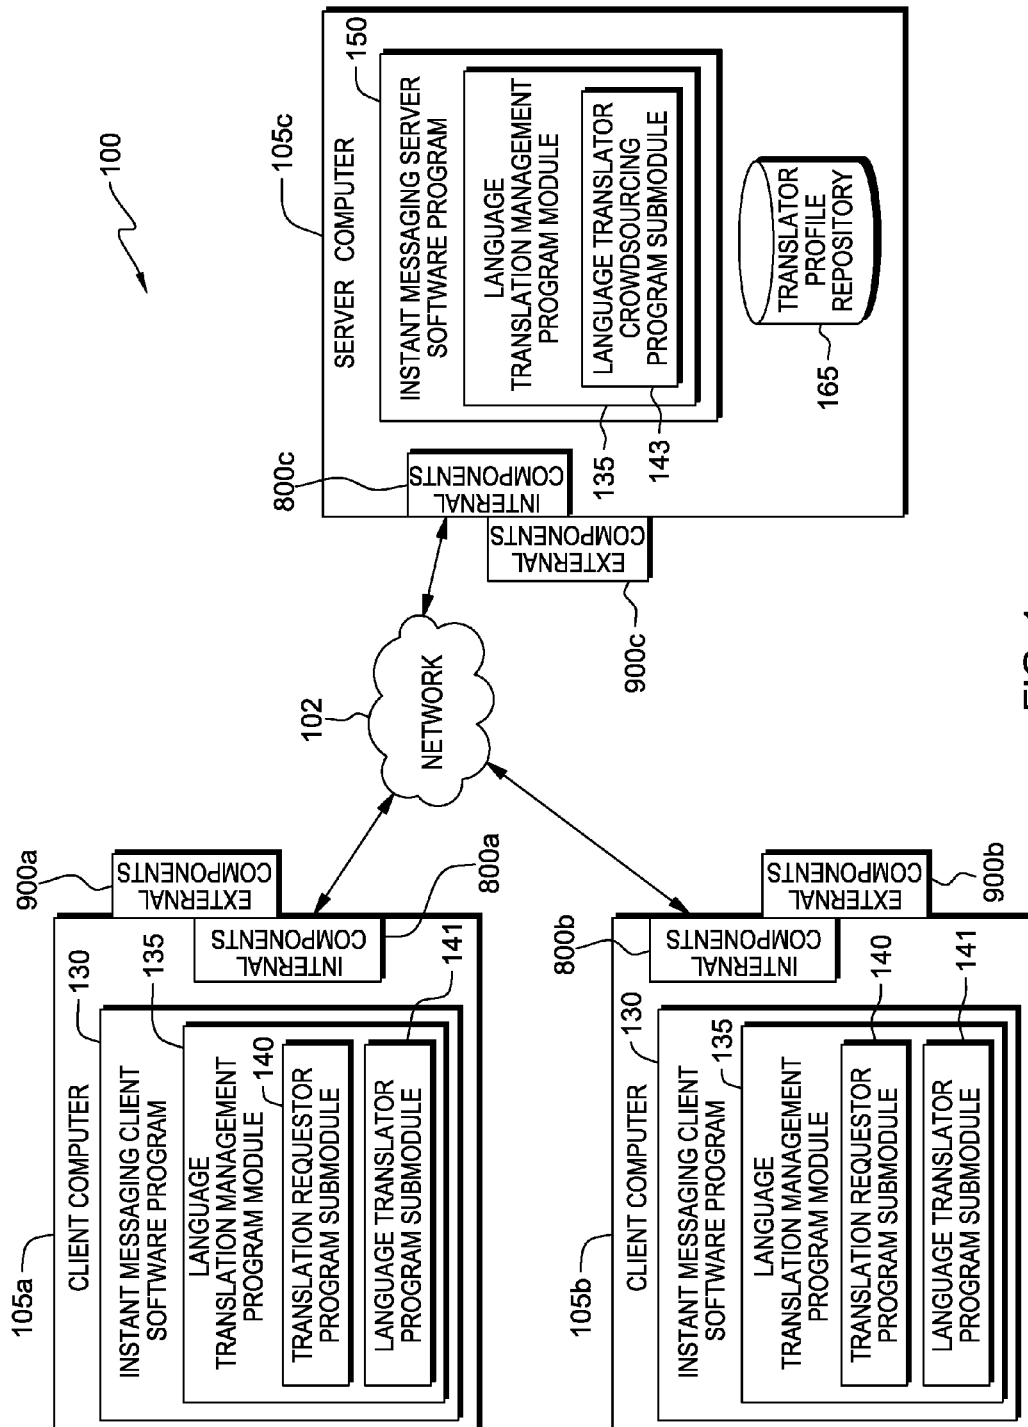 100
105a
CLIENT COMPUTER
130
INSTANT MESSAGING CLIENT
SOFTWARE PROGRAM
135
LANGUAGE
TRANSLATION MANAGEMENT
PROGRAM MODULE
140
TRANSLATION REQUESTOR
PROGRAM SUBMODULE
LANGUAGE TRANSLATOR
PROGRAM SUBMODULE
141
INTERNAL
COMPONENTS
800a
EXTERNAL
COMPONENTS
900a
102
NETWORK
SERVER COMPUTER
105c
INSTANT MESSAGING SERVER
SOFTWARE PROGRAM
150
LANGUAGE
TRANSLATION MANAGEMENT
PROGRAM MODULE
135
LANGUAGE TRANSLATOR
CROWDSOURCING
PROGRAM SUBMODULE
143
TRANSLATOR
PROFILE
REPOSITORY
165
INTERNAL
COMPONENTS
800c
EXTERNAL
COMPONENTS
900c
105b
CLIENT COMPUTER
130
INSTANT MESSAGING CLIENT
SOFTWARE PROGRAM
135
LANGUAGE
TRANSLATION MANAGEMENT
PROGRAM MODULE
TRANSLATION REQUESTOR
PROGRAM SUBMODULE
140
LANGUAGE TRANSLATOR
PROGRAM SUBMODULE
141
INTERNAL
COMPONENTS
800b
EXTERNAL
COMPONENTS
900b
FIG. 1